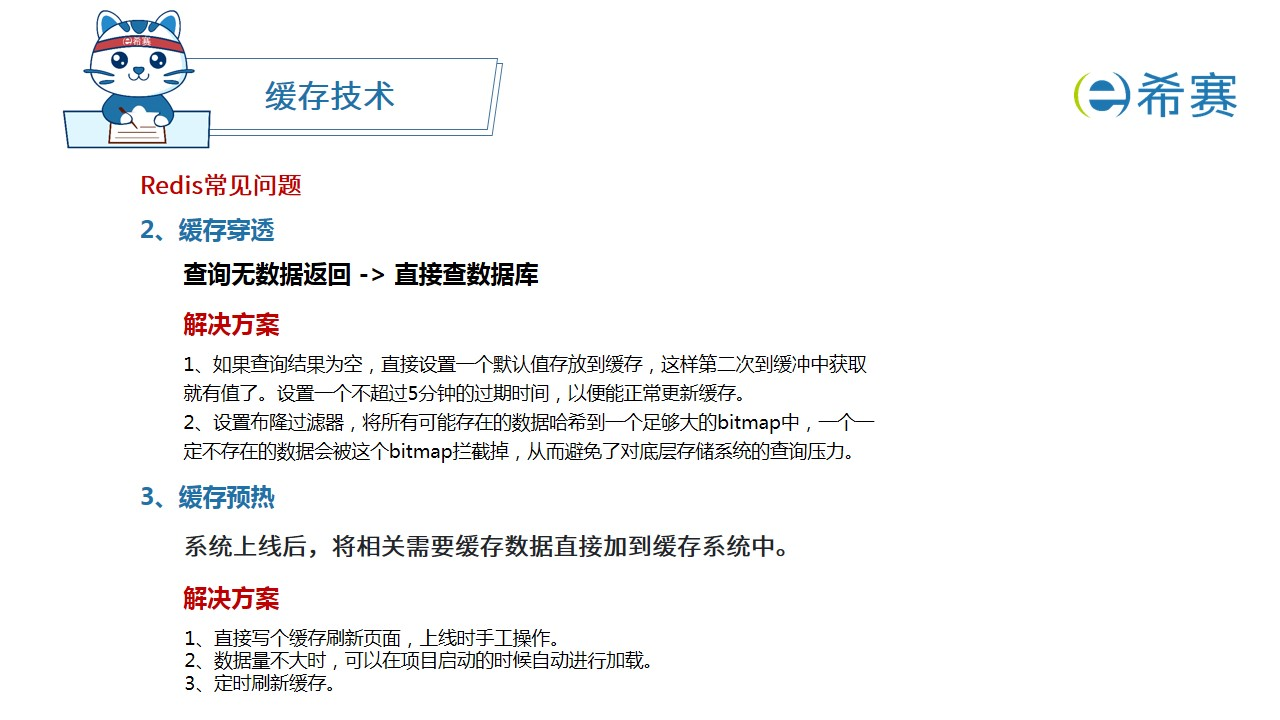 希赛
缓存技术
希赛
Redis常见问题
2、缓存穿透
查询无数据返回 -> 直接查数据库
解决方案
1、如果查询结果为空，直接设置一个默认值存放到缓存，这样第二次到缓冲中获取
就有值了。设置一个不超过5分钟的过期时间，以便能正常更新缓存。
2、设置布隆过滤器，将所有可能存在的数据哈希到一个足够大的bitmap中，一个一
定不存在的数据会被这个bitmap拦截掉，从而避免了对底层存储系统的查询压力。
3、缓存预热
系统上线后，将相关需要缓存数据直接加到缓存系统中。
解决方案
1、直接写个缓存刷新页面，上线时手工操作。
2、数据量不大时，可以在项目启动的时候自动进行加载。
3、定时刷新缓存。